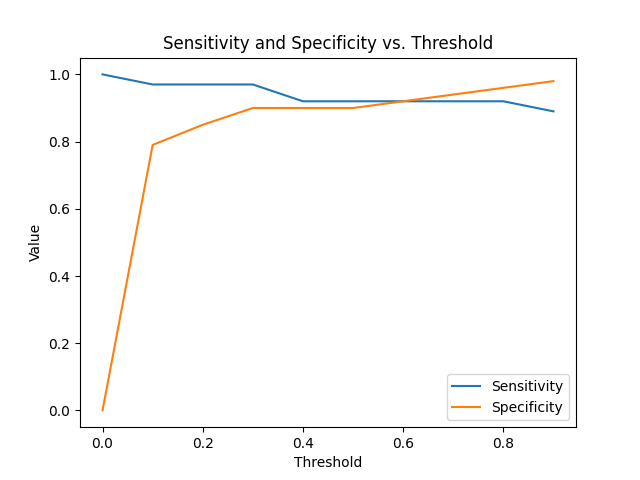 Sensitivity and Specificity vs. Threshold
1.0
0.8
0.6
0.4
0.2
0.0
Value
Sensitivity
Specificity
0.0 0.2 0.4 0.6 0.8
Threshold